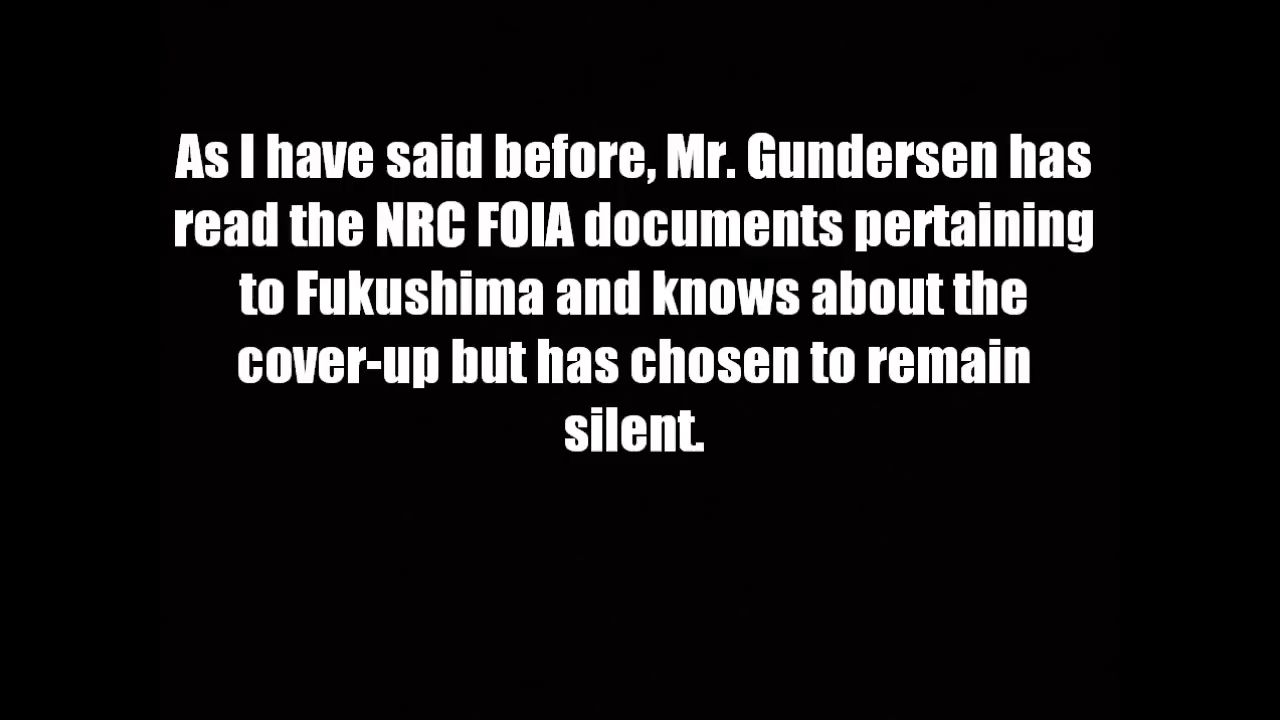 As I have said before, Mr. Gundersen has
read the NRC FOIA documents pertaining
to Fukushima and knows about the
cover-up but has chosen to remain
silent.